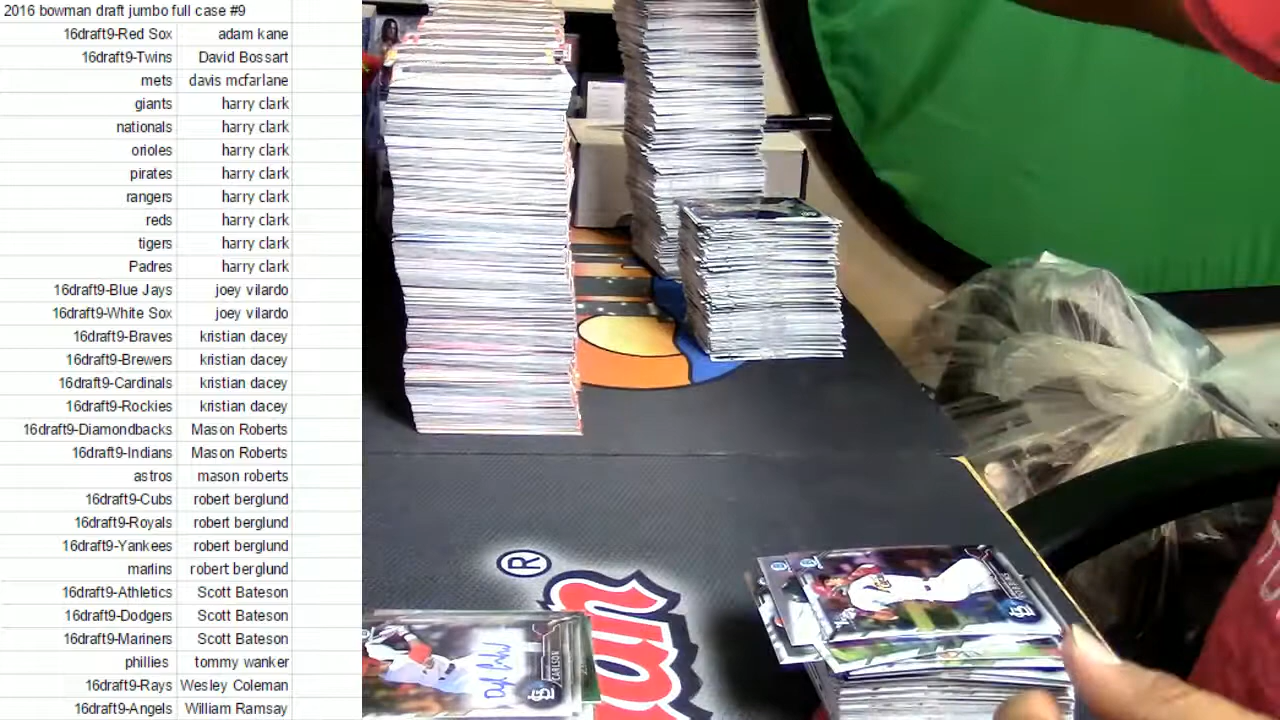 2016 bowman draft jumbo full case #9
16draft9-Red Sox adam kane
16draft9-Twins David Bossart
mets davis mcfarlane
giants harry clark
nationals harry clark
orioles harry clark
pirates harry clark
rangers harry clark
reds harry clark
tigers harry clark
Padres harry clark
16draft9-Blue Jays joey vilardo
16draft9-White Sox joey vilardo
16draft9-Braves kristian dacey
16draft9-Brewers kristian dacey
16draft9-Cardinals kristian dacey
16draft9-Rockies kristian dacey
16draft9-Diamondbacks Mason Roberts
16draft9-Indians Mason Roberts
astros mason roberts
16draft9-Cubs robert berglund
16draft9-Royals robert berglund
16draft9-Yankees robert berglund
marlins robert berglund
16draft9-Athletics Scott Bateson
16draft9-Dodgers Scott Bateson
16draft9-Mariners Scott Bateson
phillies tommy wanker
16draft9-Rays Wesley Coleman
16draft9-Angels William Ramsay
®
CARLSON